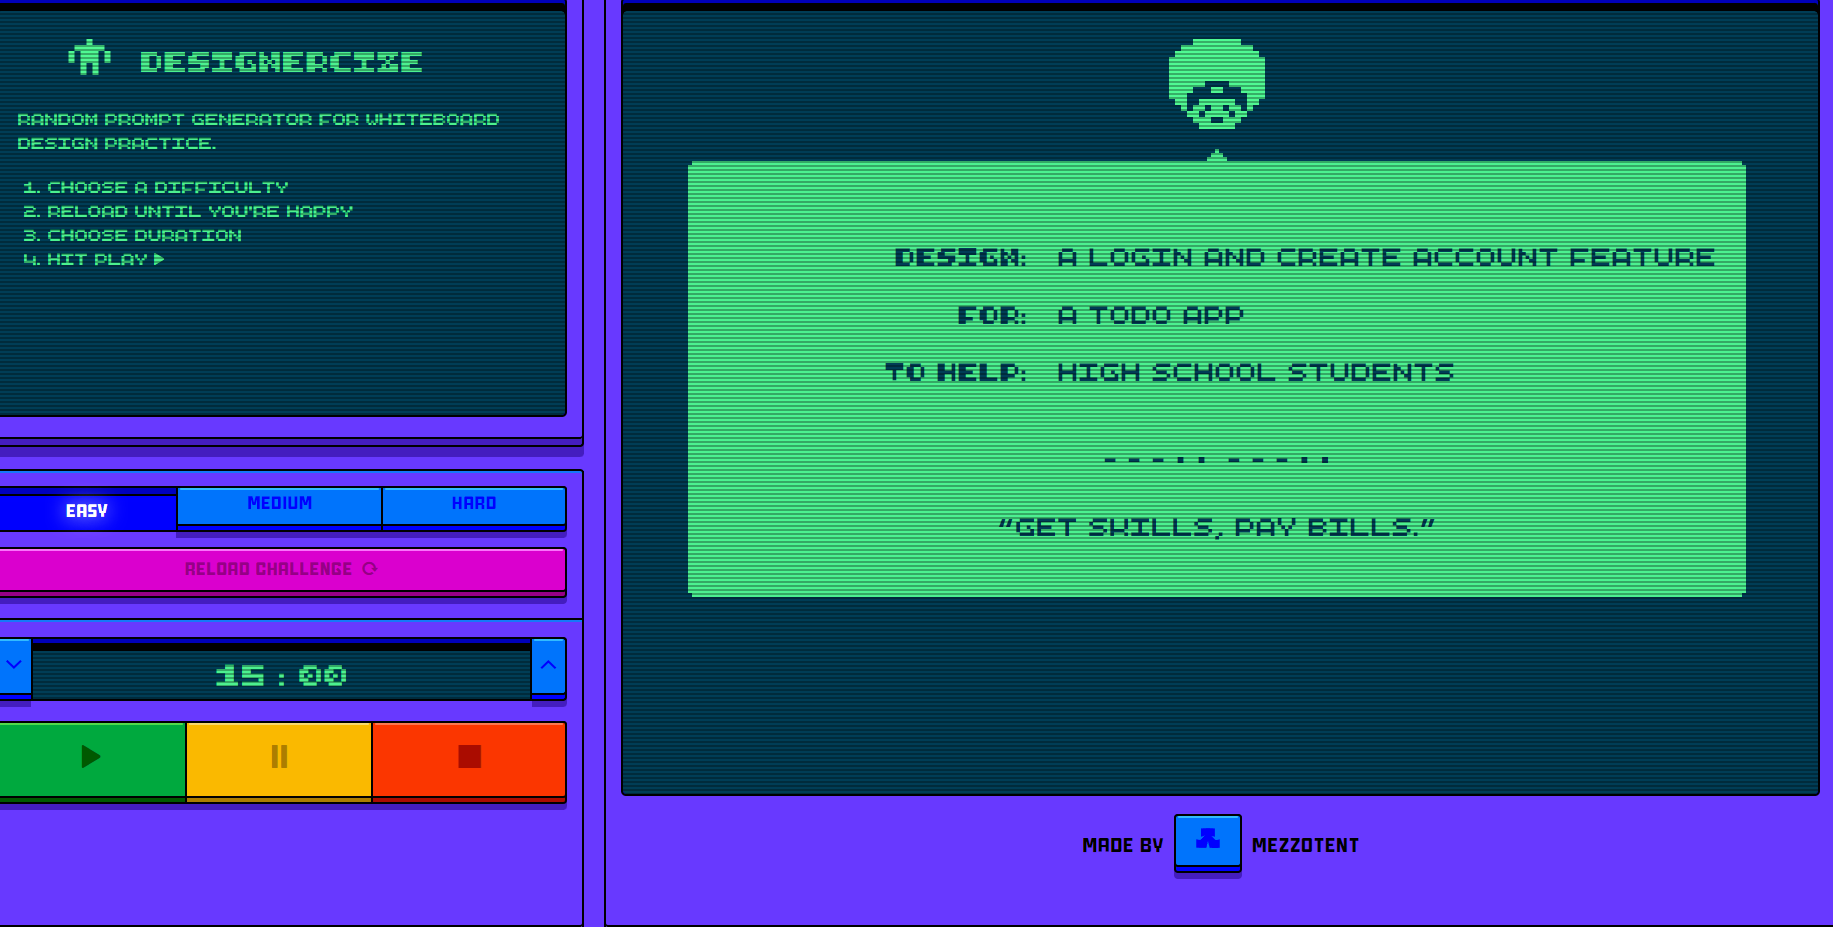 DESIGNERCIZE
RANDOM PROMPT GENERATOR FOR WHITEBOARD
DESIGN PRACTICE.
1. CHOOSE A DIFFICULTY
2. RELOAD UNTIL YOU'RE HAPPY
3. CHOOSE DURATION
4. HIT PLAY
EASY
MEDIUM
HARD
RELOAD CHALLENGE
15:00
DESIGN: A LOGIN AND CREATE ACCOUNT FEATURE
FOR: A TODO APP
TO HELP: HIGH SCHOOL STUDENTS
---·· ---··
“GET SKILLS, PAY BILLS.”
MADE BY MEZZOTENT